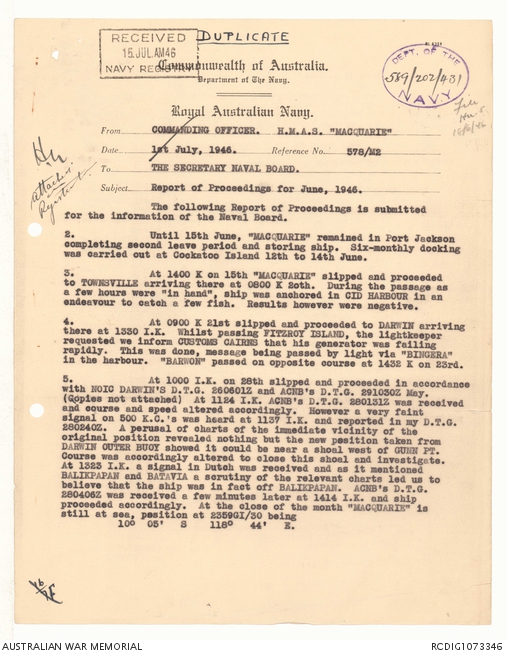 DUPLICATE
RECEIVED
15 JUL. AM 46
NAVY REGISTRY
Commonwealth of Australia.
Department of The Navy.
DEPT. OF THE
589/202/431
NAVY
Royal Australian Navy.
File
From COMMANDING OFFICER. H.M.A.S. "MACQUARIE"
Date 1st July, 1946. Reference No. 578/M2
To THE SECRETARY NAVAL BOARD.
Subject Report of Proceedings for June, 1946.
attached
The following Report of Proceedings is submitted
for the information of the Naval Board.
2. Until 15th June, "MACQUARIE" remained in Port Jackson
completing second leave period and storing ship. Six-monthly docking
was carried out at Cockatoo Island 12th to 14th June.
3. At 1400 K on 15th "MACQUARIE" slipped and proceeded
to TOWNSVILLE arriving there at 0800 K 2oth. During the passage as
a few hours were "in hand", ship was anchored in CID HARBOUR in an
endeavour to catch a few fish. Results however were negative.
4. At 0900 K 21st slipped and proceeded to DARWIN arriving
there at 1330 I.K. Whilst passing FITZROY ISLAND, the lightkeeper
requested we inform CUSTOMS CAIRNS that his generator was failing
rapidly. This was done, message being passed by light via "BINGERA"
in the harbour. "BARWON" passed on opposite course at 1432 K on 23rd.
5. At 1000 I.K. on 28th slipped and proceeded in accordance
with NOIC DARWIN'S D.T.G. 260601Z and ACNB's D.T.G. 291030Z May.
(Copies not attached) At 1124 I.K. ACNB's D.T.G. 280131Z was received
and course and speed altered accordingly. However a very faint
signal on 500 K.C.'s was heard at 1137 I.K. and reported in my D.T.G.
280240Z. A perusal of charts of the immediate vicinity of the
original position revealed nothing but the new position taken from
DARWIN OUTER BUOY showed it could be near a shoal west of GUNN PT.
Course was accordingly altered to close this shoal and investigate.
At 1323 I.K. a signal in Dutch was received and as it mentioned
BALIKPAPAN and BATAVIA a scrutiny of the relevant charts led us to
believe that the ship was in fact off BALIKPAPAN. ACNB's D.T.G.
280406Z was received a few minutes later at 1414 I.K. and ship
proceeded accordingly. At the close of the month "MACQUARIE" is
still at sea, position at 2359GI/30 being
10° 05' S 118° 44' E.
AUSTRALIAN WAR MEMORIAL
RCDIG1073346